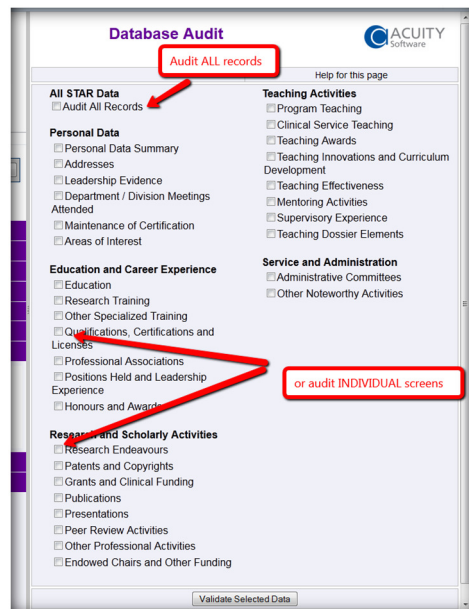 Database Audit
ACUITY
Software
Audit ALL records
Help for this page
All STAR Data
Audit All Records
Personal Data
Personal Data Summary
Addresses
Leadership Evidence
Department / Division Meetings
Attended
Maintenance of Certification
Areas of Interest
Education and Career Experience
Education
Research Training
Other Specialized Training
Qualifications, Certifications and
Licenses
Professional Associations
Positions Held and Leadership
Experience
Honours and Awards
Research and Scholarly Activities
Research Endeavours
Patents and Copyrights
Grants and Clinical Funding
Publications
Presentations
Peer Review Activities
Other Professional Activities
Endowed Chairs and Other Funding
Teaching Activities
Program Teaching
Clinical Service Teaching
Teaching Awards
Teaching Innovations and Curriculum
Development
Teaching Effectiveness
Mentoring Activities
Supervisory Experience
Teaching Dossier Elements
Service and Administration
Administrative Committees
Other Noteworthy Activities
or audit INDIVIDUAL screens
Validate Selected Data